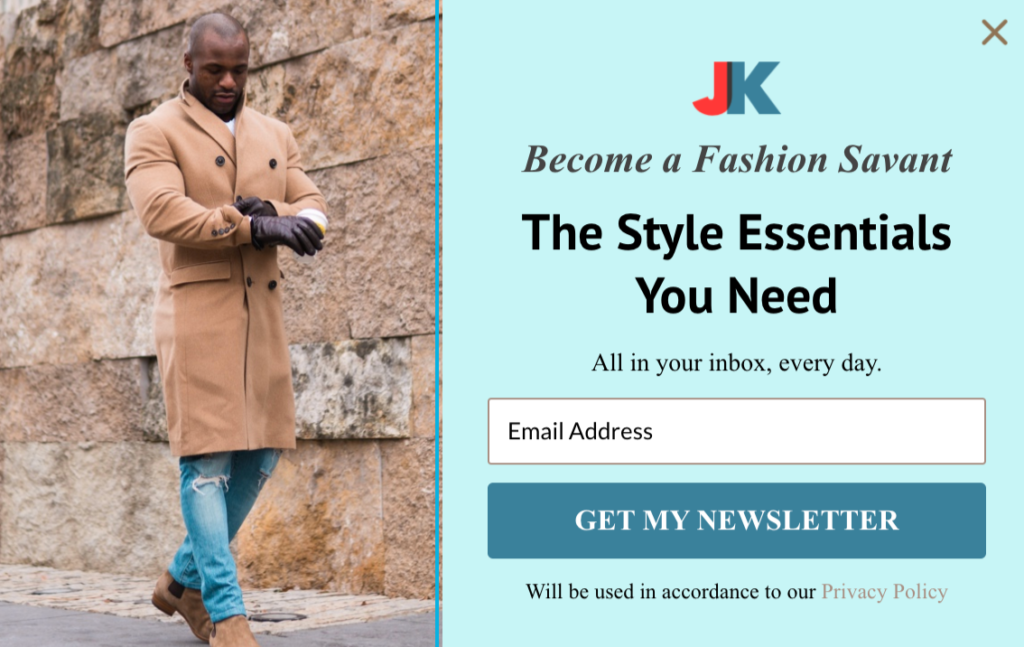 JK
Become a Fashion Savant
The Style Essentials
You Need
All in your inbox, every day.
Email Address
GET MY NEWSLETTER
Will be used in accordance to our Privacy Policy